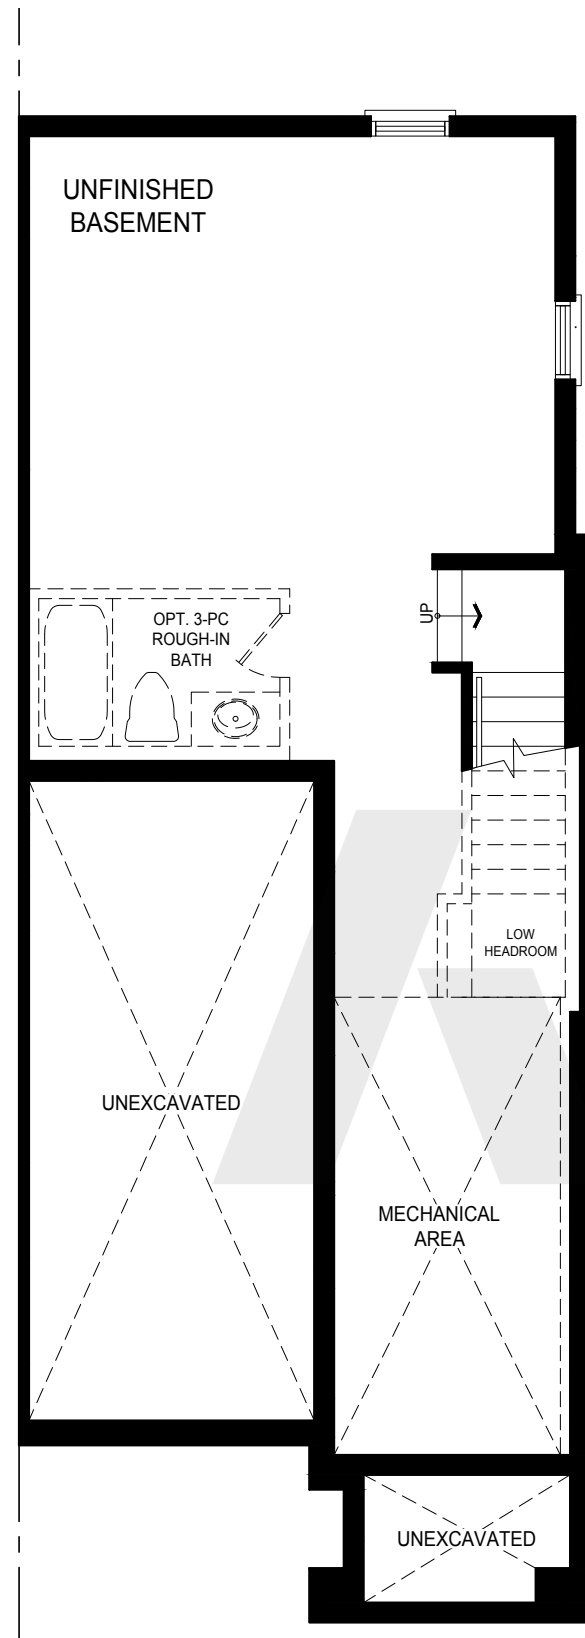 UNFINISHED
BASEMENT
OPT. 3-PC
ROUGH-IN
BATH
UP
LOW
HEADROOM
UNEXCAVATED
MECHANICAL
AREA
UNEXCAVATED